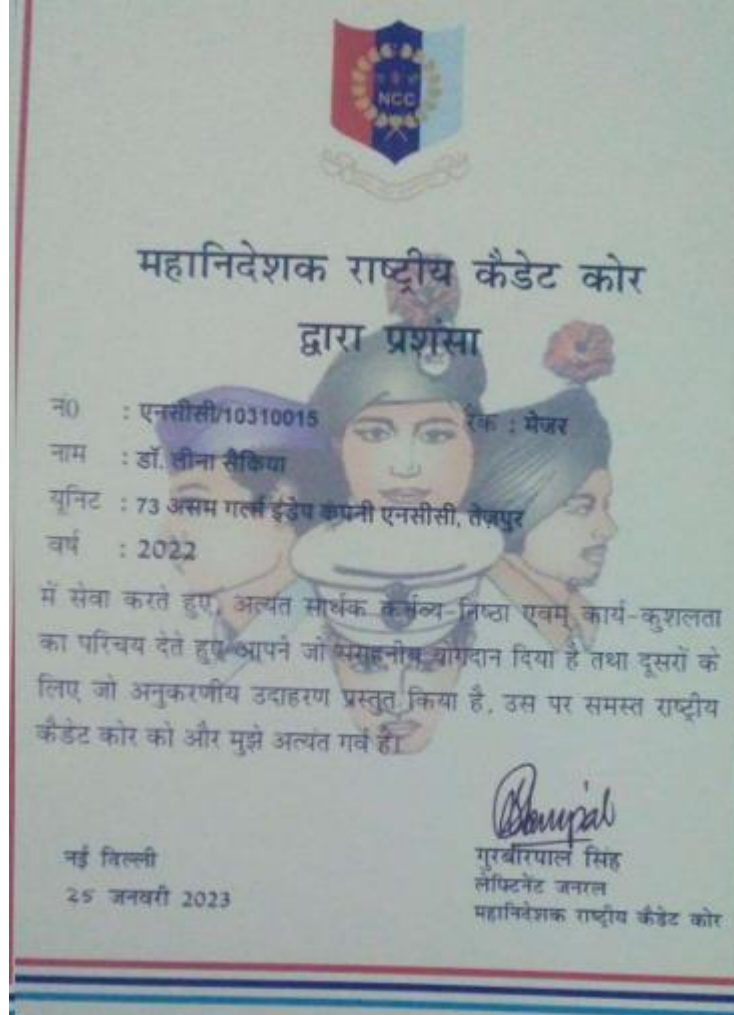 NCC
महानिदेशक राष्ट्रीय कैडेट कोर
द्वारा प्रशंसा
न0 : एनसीसी/10310015 रैंक : मेजर
नाम : डॉ. लीना सैकिया
यूनिट : 73 असम गर्ल्स इंडेप कंपनी एनसीसी, तेज़पुर
वर्ष : 2022
में सेवा करते हुए, अत्यंत सार्थक कर्तव्य-निष्ठा एवम् कार्य-कुशलता
का परिचय देते हुए आपने जो सराहनीय योगदान दिया है तथा दूसरों के
लिए जो अनुकरणीय उदाहरण प्रस्तुत किया है, उस पर समस्त राष्ट्रीय
कैडेट कोर को और मुझे अत्यंत गर्व है।
गुरबीरपाल सिंह
नई दिल्ली
लेफ्टिनेंट जनरल
25 जनवरी 2023
महानिदेशक राष्ट्रीय कैडेट कोर